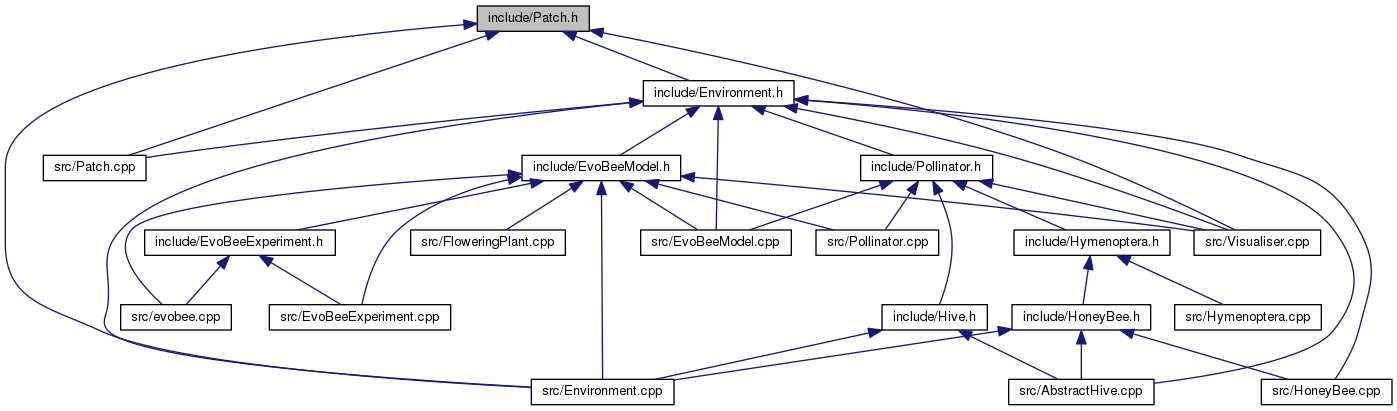 include/Patch.h
include/Environment.h
src/Patch.cpp
include/EvoBeeModel.h
include/Pollinator.h
include/EvoBeeExperiment.h
src/FloweringPlant.cpp
src/EvoBeeModel.cpp
src/Pollinator.cpp
include/Hymenoptera.h
src/Visualiser.cpp
src/evobee.cpp
src/EvoBeeExperiment.cpp
include/Hive.h
include/HoneyBee.h
src/Hymenoptera.cpp
src/Environment.cpp
src/AbstractHive.cpp
src/HoneyBee.cpp